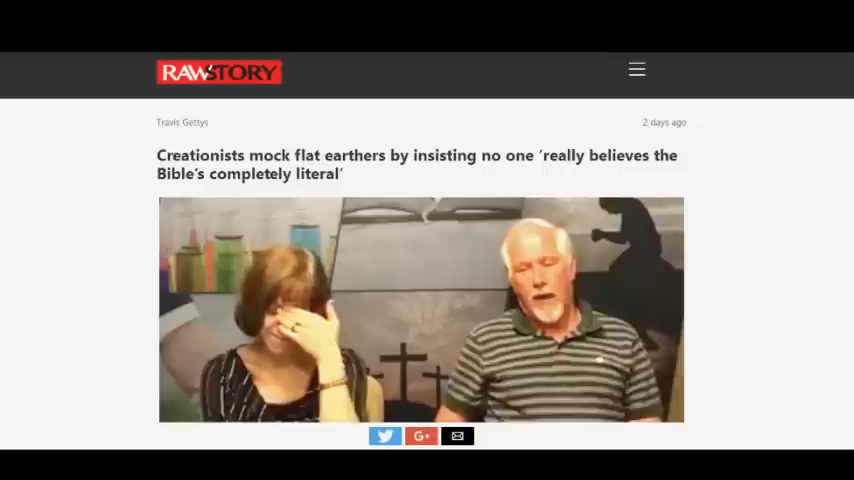 RAWSTORY
Travis Gettys
2 days ago
Creationists mock flat earthers by insisting no one ‘really believes the
Bible’s completely literal’
G+